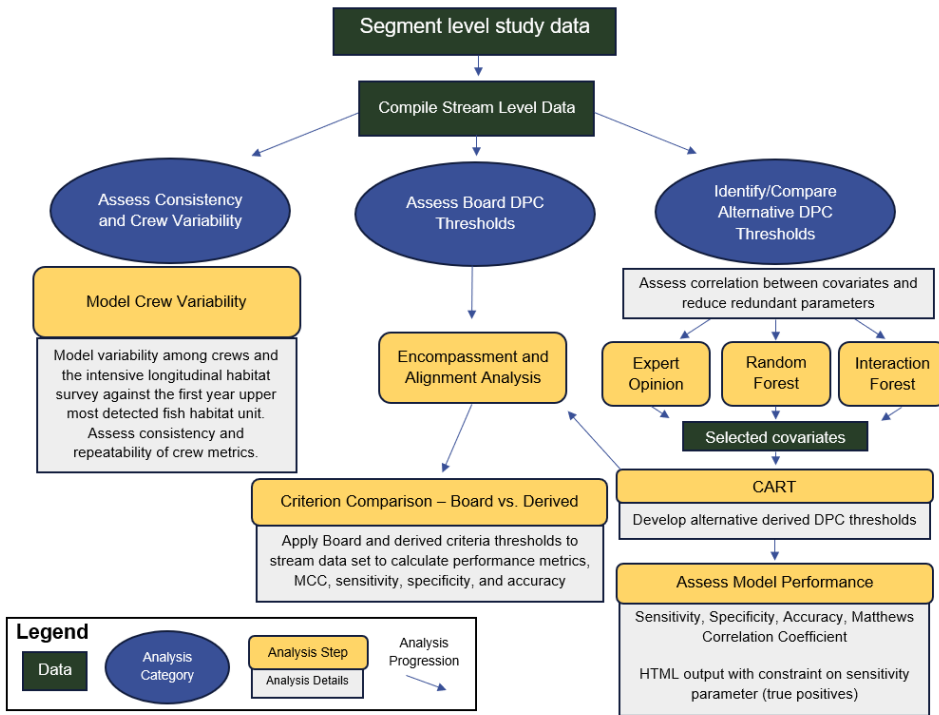 Segment level study data
Compile Stream Level Data
Assess Consistency
and Crew Variability
Assess Board DPC
Thresholds
Identify/Compare
Alternative DPC
Thresholds
Model Crew Variability
Model variability among crews and
the intensive longitudinal habitat
survey against the first year upper
most detected fish habitat unit.
Assess consistency and
repeatability of crew metrics.
Encompassment and
Alignment Analysis
Assess correlation between covariates and
reduce redundant parameters
Expert
Opinion
Random
Forest
Interaction
Forest
Selected covariates
CART
Develop alternative derived DPC thresholds
Criterion Comparison – Board vs. Derived
Apply Board and derived criteria thresholds to
stream data set to calculate performance metrics,
MCC, sensitivity, specificity, and accuracy
Assess Model Performance
Sensitivity, Specificity, Accuracy, Matthews
Correlation Coefficient
HTML output with constraint on sensitivity
parameter (true positives)
Legend
Data
Analysis
Category
Analysis Step
Analysis Details
Analysis
Progression